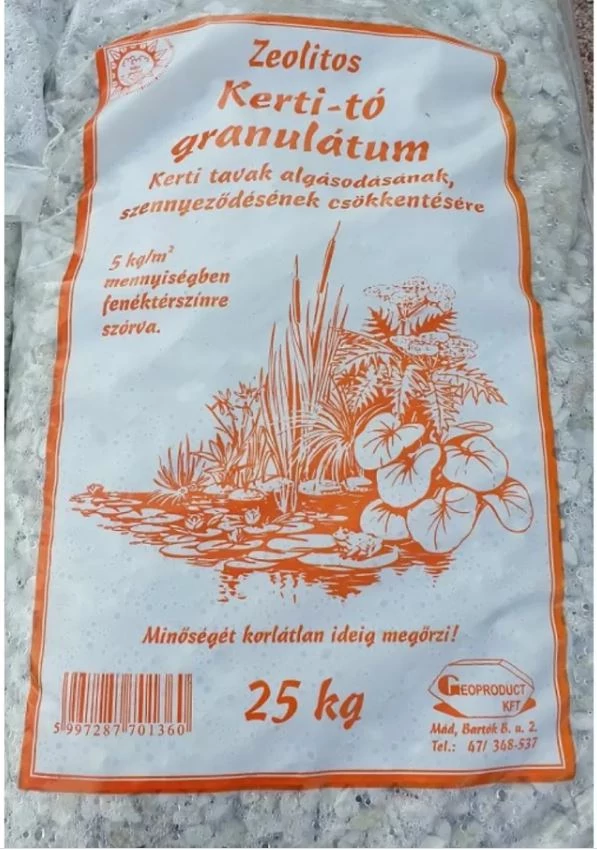 Zeolitos
Kerti-tó
granulátum
Kerti tavak algásodásának,
szennyeződésének csökkentésére
5 kg/m²
mennyiségben
fenéktérszínre
szórva.
Minőségét korlátlan ideig megőrzi!
25 kg
5 997287 701360
GEOPRODUCT
KFT
Mád, Bartók B. u. 2.
Tel.: 47/ 348-537